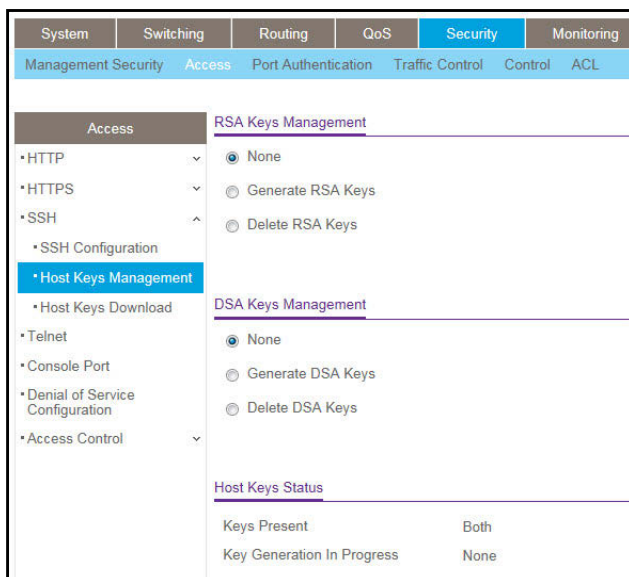 System Switching Routing QoS Security Monitoring
Management Security Access Port Authentication Traffic Control Control ACL
Access
HTTP
HTTPS
SSH
SSH Configuration
Host Keys Management
Host Keys Download
Telnet
Console Port
Denial of Service
Configuration
Access Control
RSA Keys Management
None
Generate RSA Keys
Delete RSA Keys
DSA Keys Management
None
Generate DSA Keys
Delete DSA Keys
Host Keys Status
Keys Present Both
Key Generation In Progress None